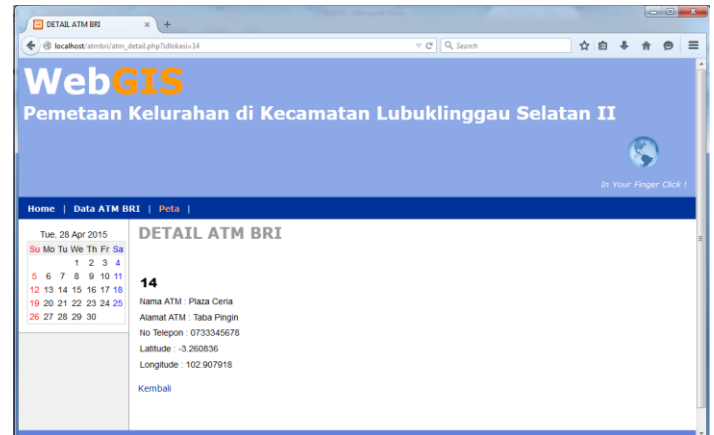 DETAIL ATM BRI
localhost/atmbri/atm_detail.php?idlokasi=14
Search
WebGIS
Pemetaan Kelurahan di Kecamatan Lubuklinggau Selatan II
In Your Finger Click !
Home | Data ATM BRI | Peta |
Tue, 28 Apr 2015
Su Mo Tu We Th Fr Sa
1 2 3 4
5 6 7 8 9 10 11
12 13 14 15 16 17 18
19 20 21 22 23 24 25
26 27 28 29 30
DETAIL ATM BRI
14
Nama ATM : Plaza Ceria
Alamat ATM : Taba Pingin
No Telepon : 0733345678
Latitude : -3.260836
Longitude : 102.907918
Kembali